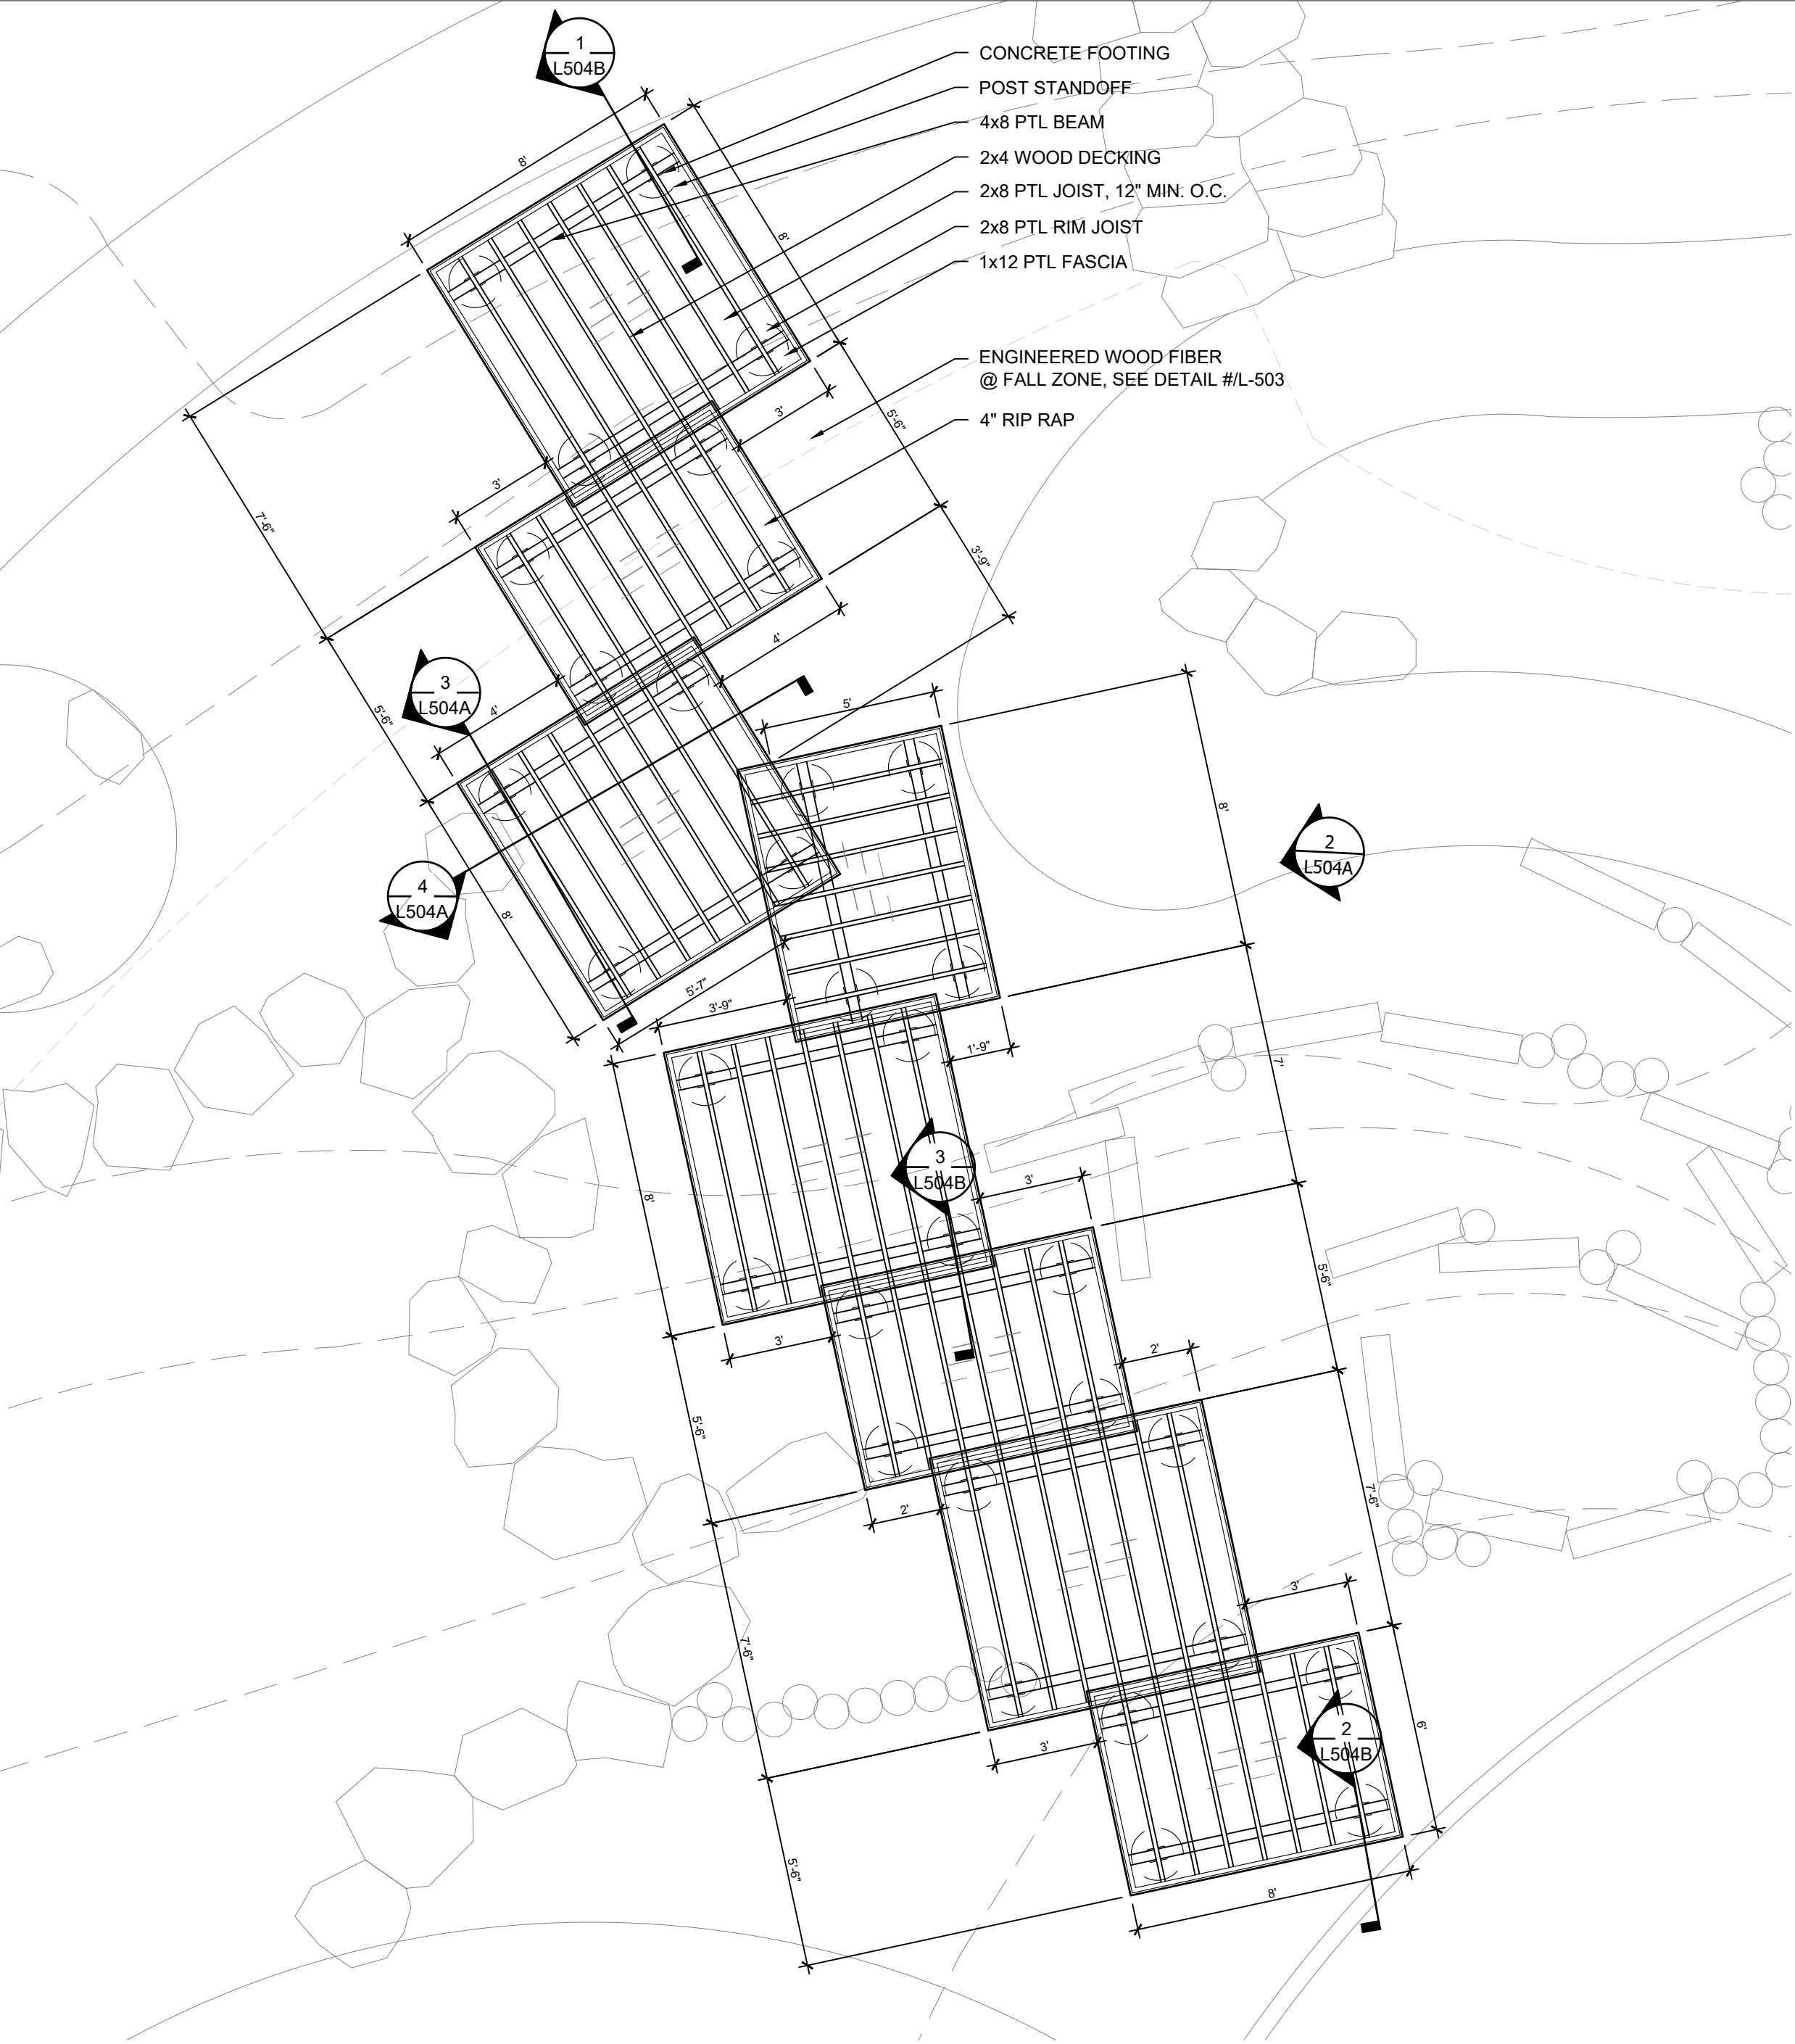 1
L504B
CONCRETE FOOTING
POST STANDOFF
4x8 PTL BEAM
2x4 WOOD DECKING
2x8 PTL JOIST, 12" MIN. O.C.
2x8 PTL RIM JOIST
1x12 PTL FASCIA
ENGINEERED WOOD FIBER
@ FALL ZONE, SEE DETAIL #/L-503
4" RIP RAP
8'
8'
3'
5'-6"
3'
7'-6"
3'-9"
4'
3
L504A
4'
5'-6"
5'
8'
2
L504A
4
L504A
8'
5'-7"
3'-9"
1'-9"
7'
3
L504B
3'
8'
5'-6"
3'
2'
5'-6"
7'-6"
2'
3'
7'-6"
2
L504B
6'
3'
5'-6"
8'